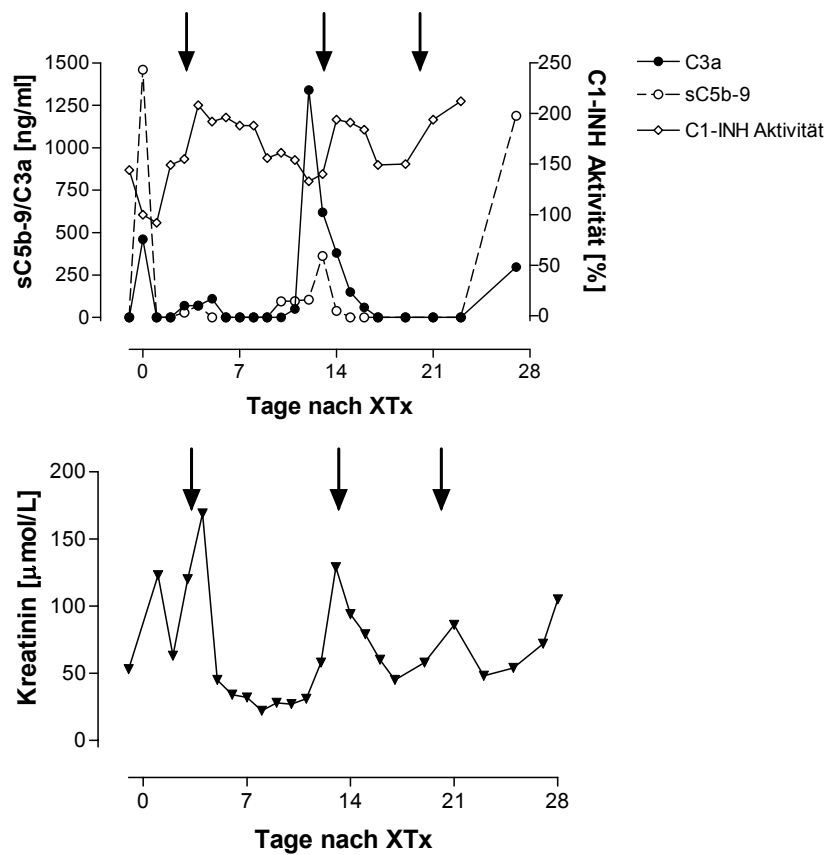 1500
1250
1000
750
500
250
0
sC5b-9/C3a [ng/ml]
250
200
150
100
50
0
C1-INH Aktivität [%]
C3a
sC5b-9
C1-INH Aktivität
0 7 14 21 28
Tage nach XTx
200
150
100
50
0
Kreatinin [µmol/L]
0 7 14 21 28
Tage nach XTx